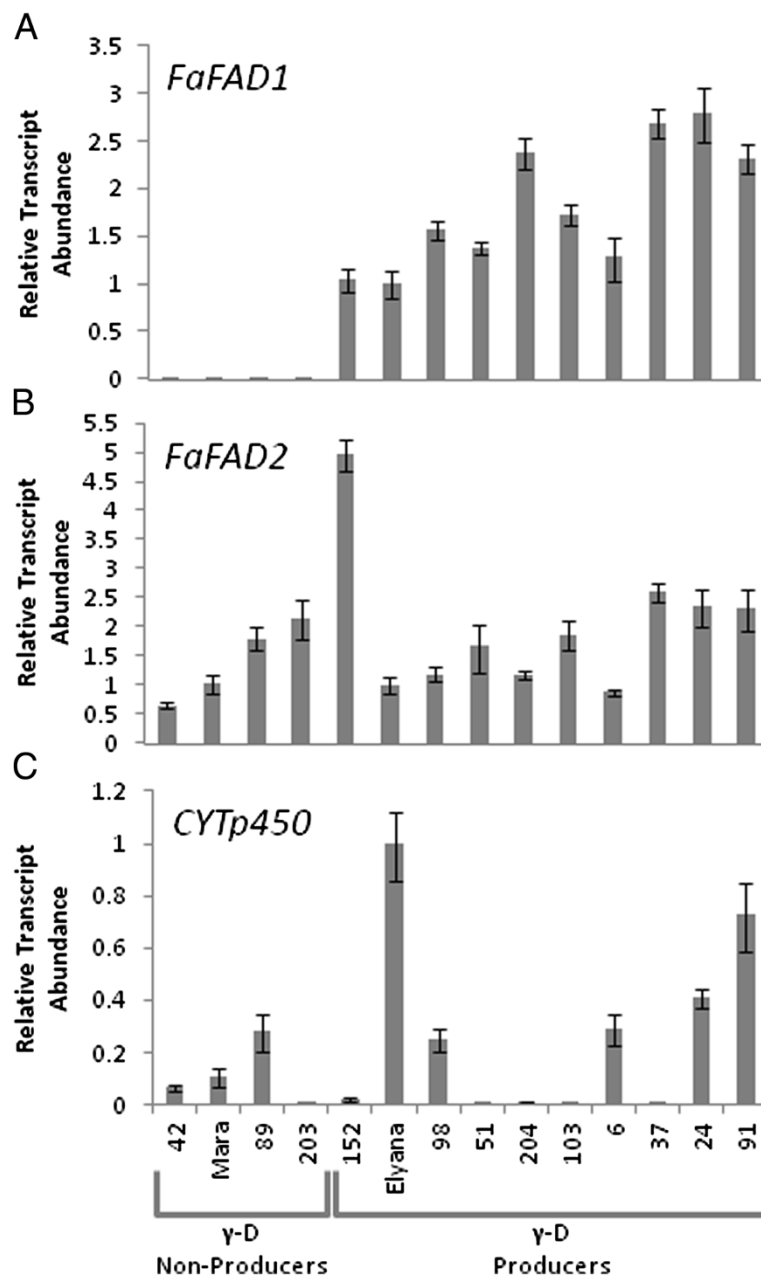 A
FaFAD1
Relative Transcript
Abundance
3.5
3
2.5
2
1.5
1
0.5
0
B
FaFAD2
Relative Transcript
Abundance
5.5
5
4.5
4
3.5
3
2.5
2
1.5
1
0.5
0
C
CYTp450
Relative Transcript
Abundance
1.2
1
0.8
0.6
0.4
0.2
0
42
Mara
89
203
152
Elyana
98
51
204
103
6
37
24
91
γ-D
Non-Producers
γ-D
Producers